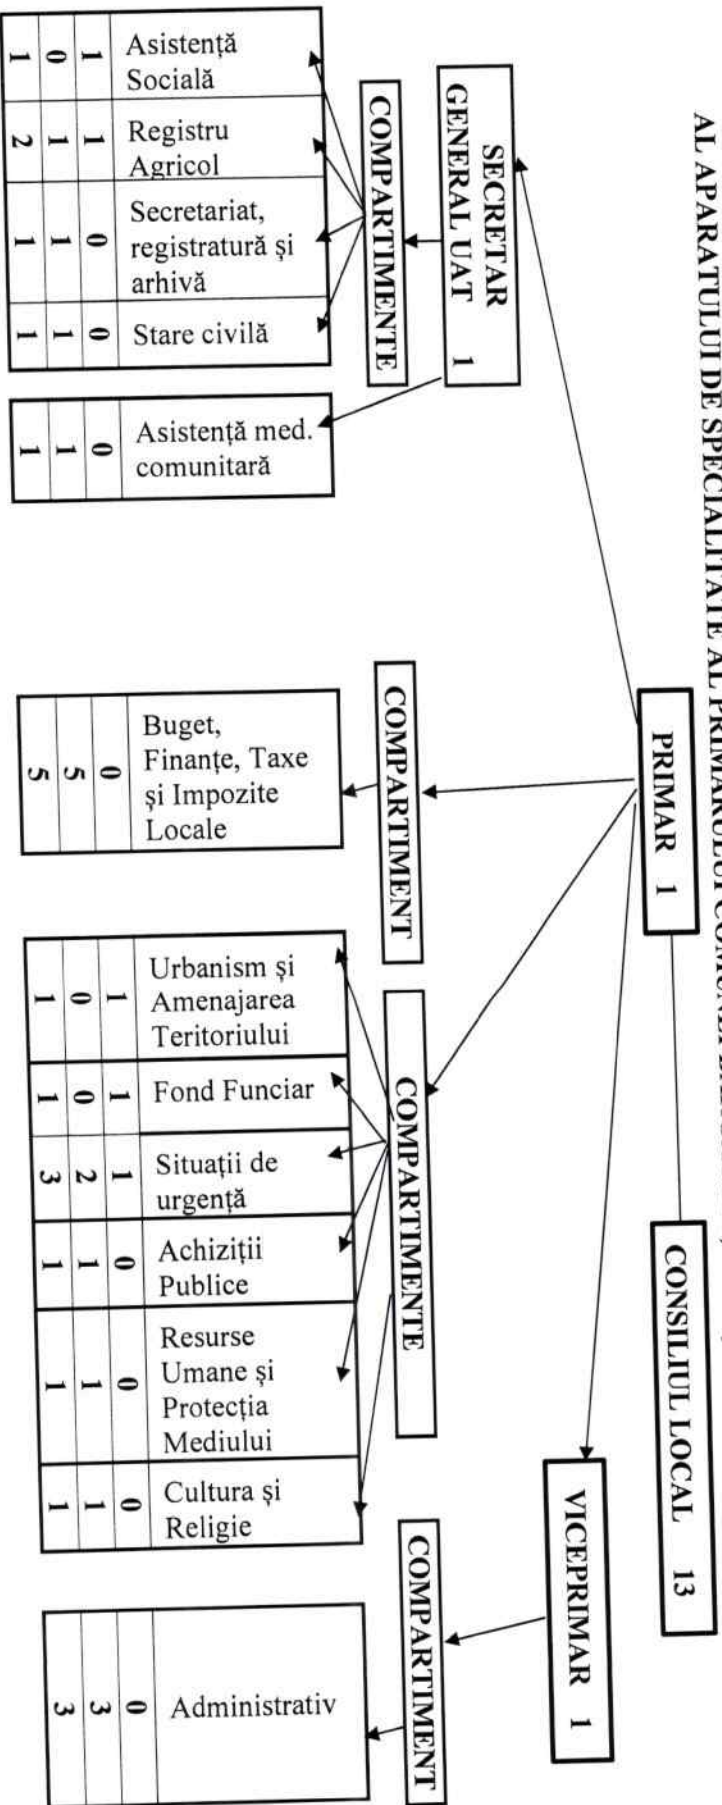 AL APARATULUI DE SPECIALITATE AL PRIMARULUI COMUNEI
CONSILIUL LOCAL 13
PRIMAR 1
VICEPRIMAR 1
SECRETAR
GENERAL UAT 1
COMPARTIMENTE
COMPARTIMENT
COMPARTIMENTE
COMPARTIMENT
Asistență
Socială
1
0
1
Registru
Agricol
1
1
2
Secretariat,
registratură și
arhivă
0
1
1
Stare civilă
0
1
1
Asistență med.
comunitară
0
1
1
Buget,
Finanțe, Taxe
și Impozite
Locale
0
5
5
Urbanism și
Amenajarea
Teritoriului
1
0
1
Fond Funciar
1
0
1
Situații de
urgență
1
2
3
Achiziții
Publice
0
1
1
Resurse
Umane și
Protecția
Mediului
0
1
1
Cultura și
Religie
0
1
1
Administrativ
0
3
3